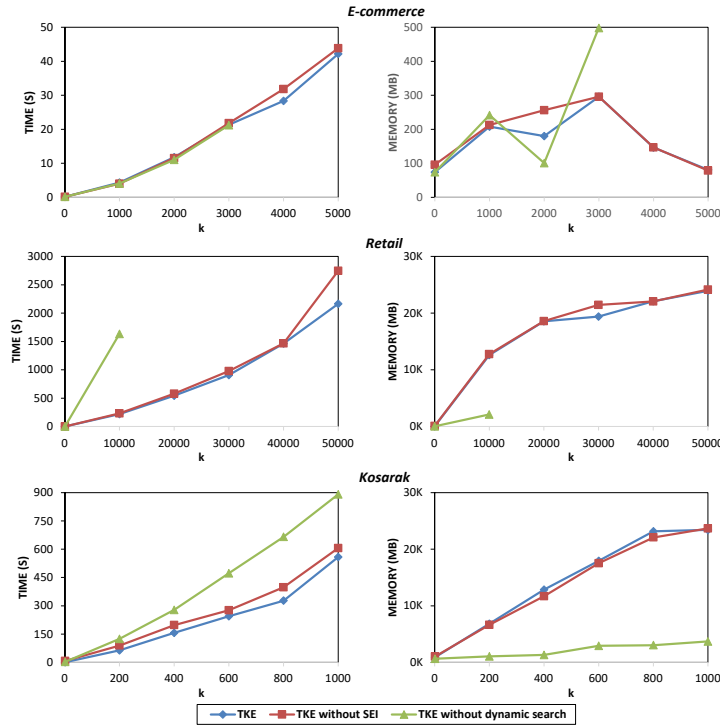 E-commerce
TIME (S)
50
40
30
20
10
0
0 1000 2000 3000 4000 5000
k
MEMORY (MB)
500
400
300
200
100
0
0 1000 2000 3000 4000 5000
k
Retail
TIME (S)
3000
2500
2000
1500
1000
500
0
0 10000 20000 30000 40000 50000
k
MEMORY (MB)
30K
20K
10K
0K
0 10000 20000 30000 40000 50000
k
Kosarak
TIME (S)
900
750
600
450
300
150
0
0 200 400 600 800 1000
k
MEMORY (MB)
30K
20K
10K
0K
0 200 400 600 800 1000
k
TKE TKE without SEI TKE without dynamic search